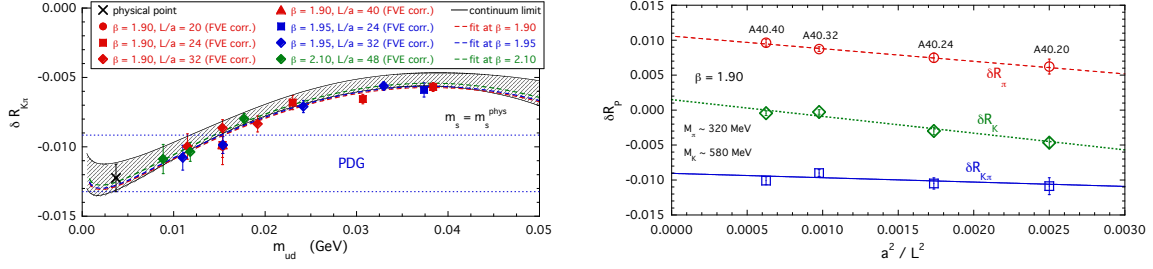 physical point
β = 1.90, L/a = 20 (FVE corr.)
β = 1.90, L/a = 24 (FVE corr.)
β = 1.90, L/a = 32 (FVE corr.)
β = 1.90, L/a = 40 (FVE corr.)
β = 1.95, L/a = 24 (FVE corr.)
β = 1.95, L/a = 32 (FVE corr.)
β = 2.10, L/a = 48 (FVE corr.)
continuum limit
fit at β = 1.90
fit at β = 1.95
fit at β = 2.10
0.000
-0.005
-0.010
-0.015
δ R_{Kπ}
m_s = m_s^{phys}
PDG
0.00 0.01 0.02 0.03 0.04 0.05
m_{ud} (GeV)
0.015
0.010
0.005
0.000
-0.005
-0.010
-0.015
δR_P
A40.40 A40.32 A40.24 A40.20
β = 1.90
δR_π
δR_K
M_π ~ 320 MeV
M_K ~ 580 MeV
δR_{Kπ}
0.0000 0.0005 0.0010 0.0015 0.0020 0.0025 0.0030
a² / L²